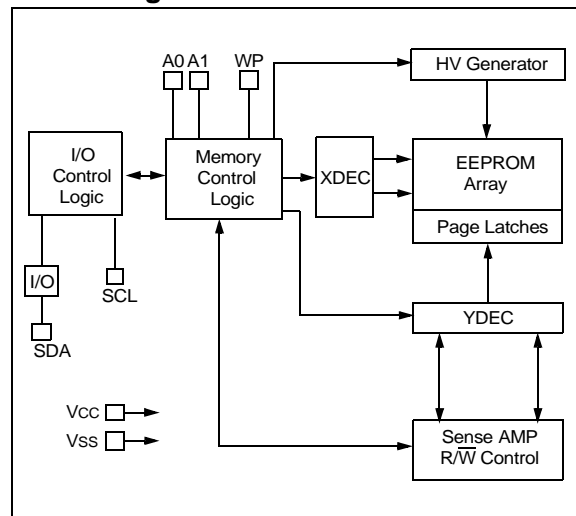 A0 A1 WP
HV Generator
I/O
Control
Logic
Memory
Control
Logic
XDEC
EEPROM
Array
Page Latches
I/O
SCL
SDA
YDEC
VCC
VSS
Sense AMP
R/W̅ Control